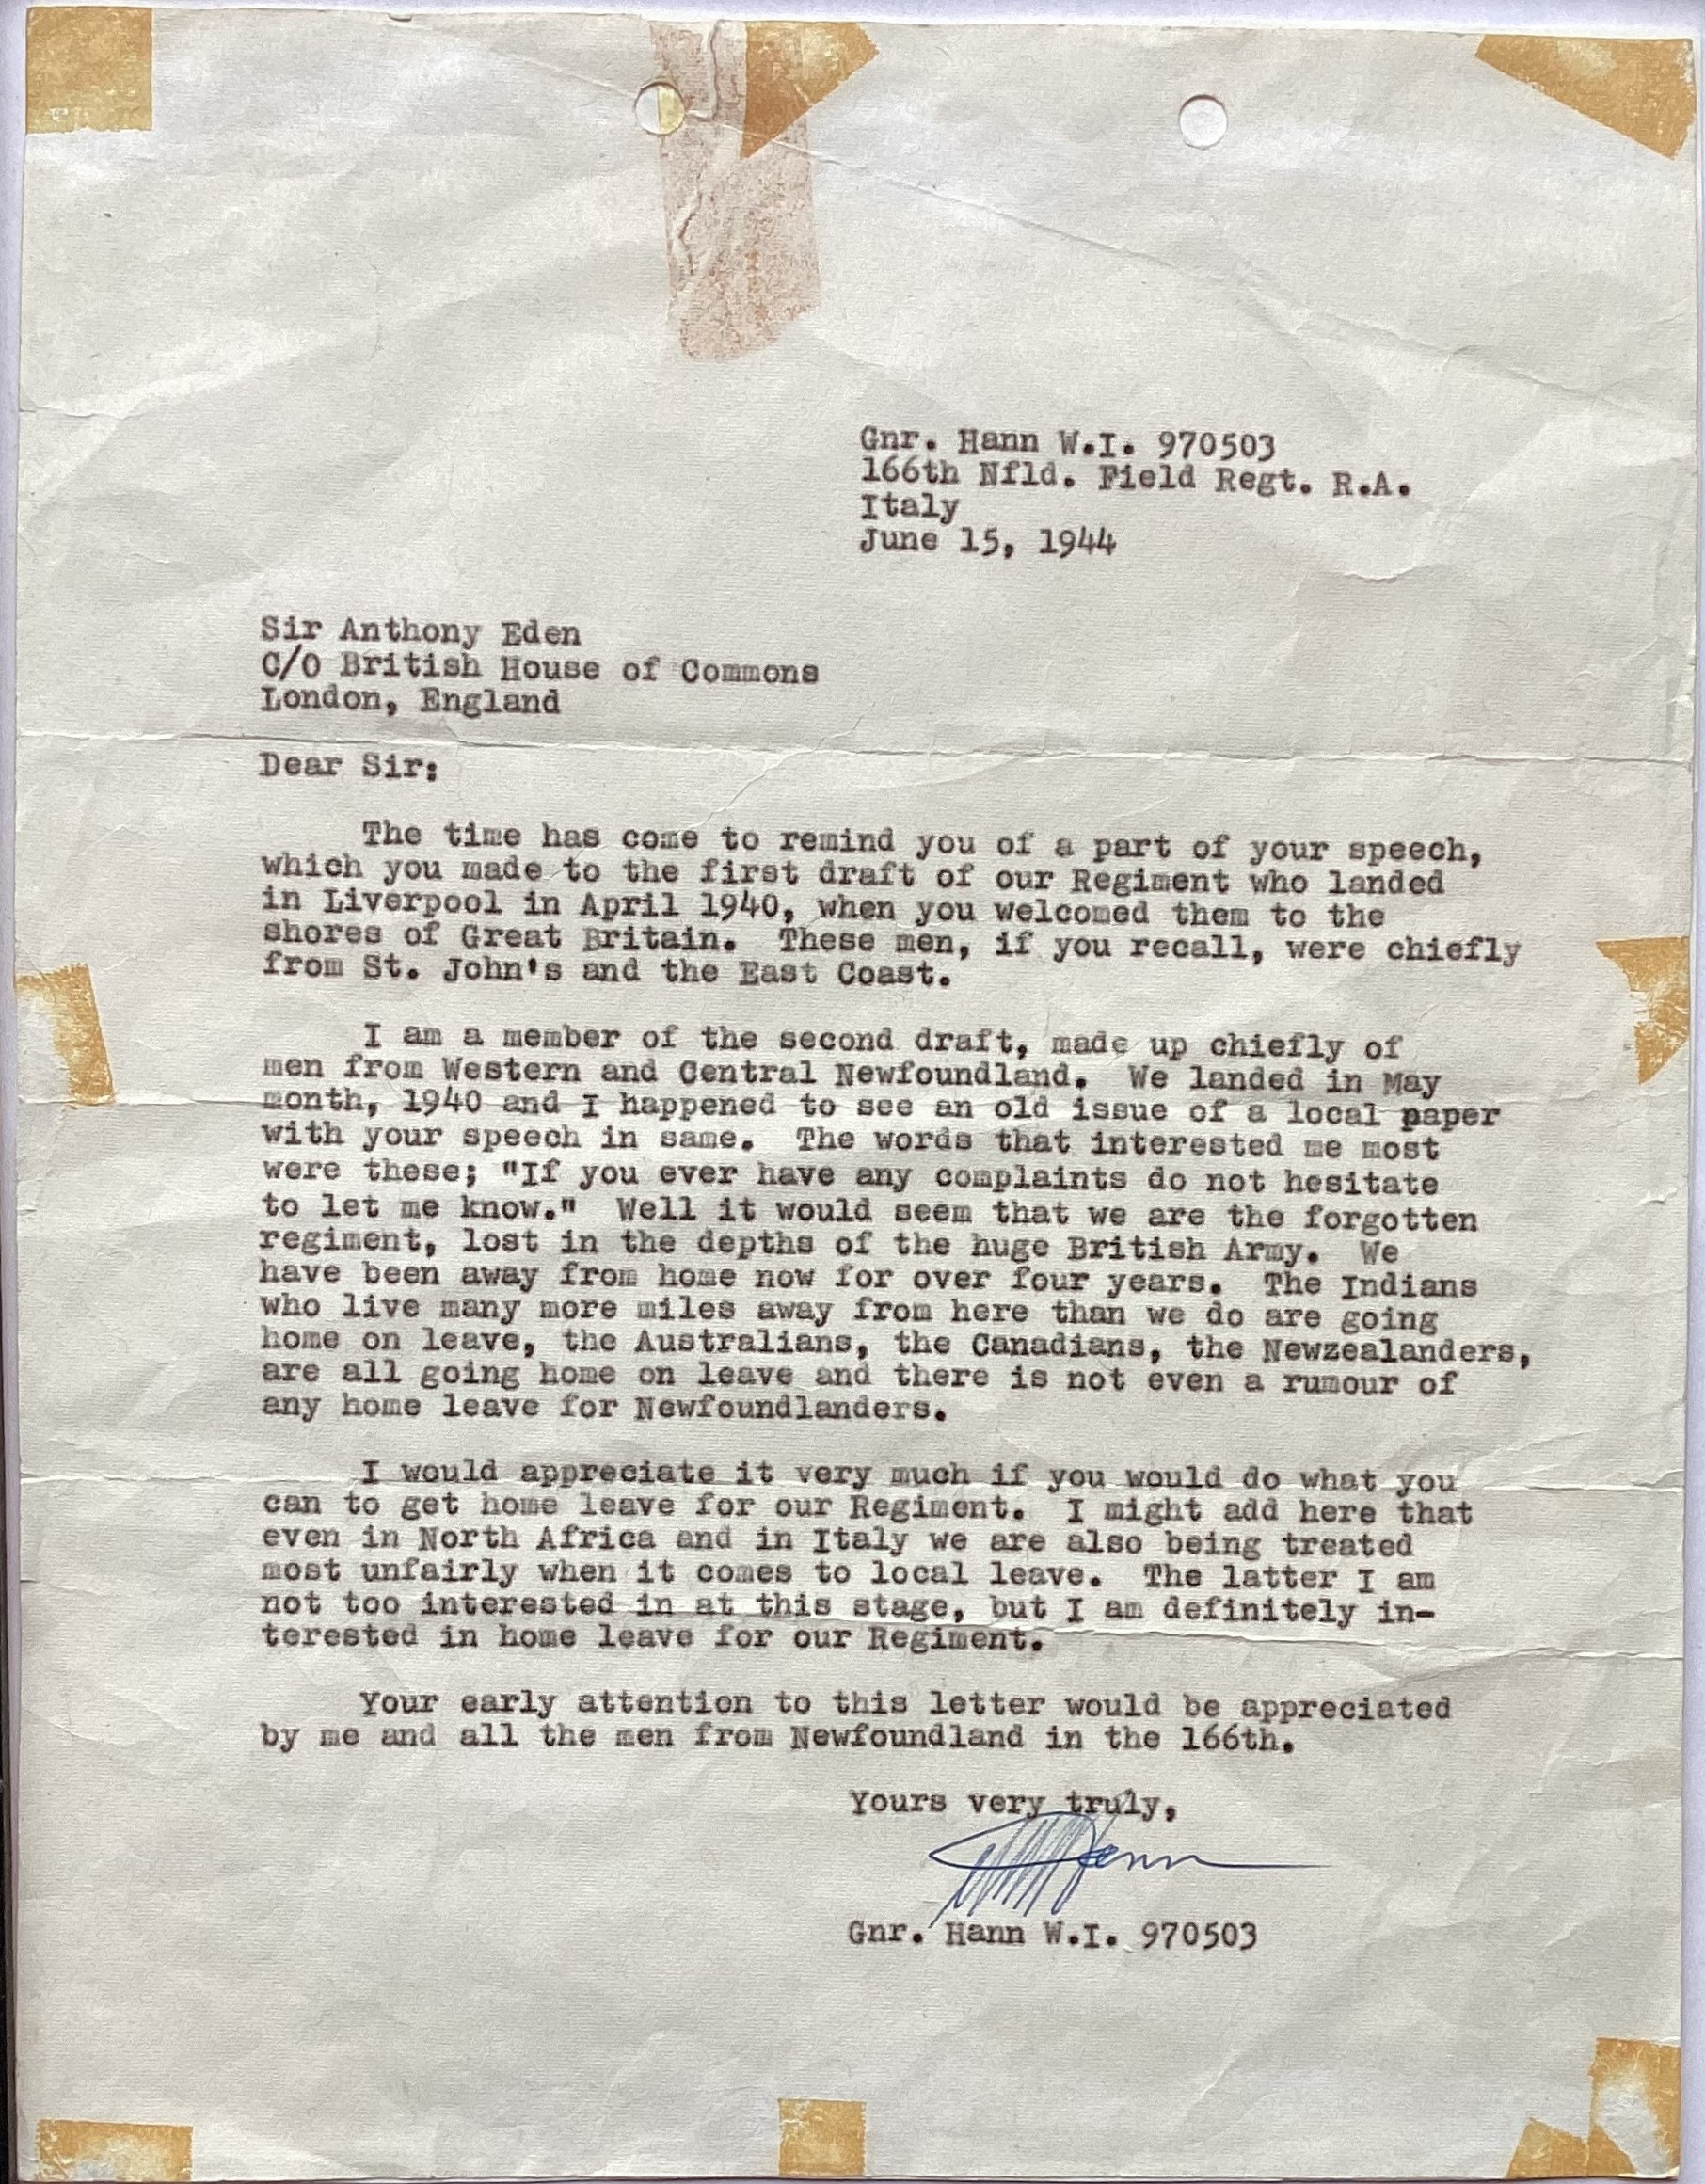 Gnr. Hann W.I. 970503
166th Nfld. Field Regt. R.A.
Italy
June 15, 1944
Sir Anthony Eden
C/O British House of Commons
London, England
Dear Sir:
The time has come to remind you of a part of your speech,
which you made to the first draft of our Regiment who landed
in Liverpool in April 1940, when you welcomed them to the
shores of Great Britain. These men, if you recall, were chiefly
from St. John's and the East Coast.
I am a member of the second draft, made up chiefly of
men from Western and Central Newfoundland. We landed in May
month, 1940 and I happened to see an old issue of a local paper
with your speech in same. The words that interested me most
were these; "If you ever have any complaints do not hesitate
to let me know." Well it would seem that we are the forgotten
regiment, lost in the depths of the huge British Army. We
have been away from home now for over four years. The Indians
who live many more miles away from here than we do are going
home on leave, the Australians, the Canadians, the Newzealanders,
are all going home on leave and there is not even a rumour of
any home leave for Newfoundlanders.
I would appreciate it very much if you would do what you
can to get home leave for our Regiment. I might add here that
even in North Africa and in Italy we are also being treated
most unfairly when it comes to local leave. The latter I am
not too interested in at this stage, but I am definitely in-
terested in home leave for our Regiment.
Your early attention to this letter would be appreciated
by me and all the men from Newfoundland in the 166th.
Yours very truly,
Hann
Gnr. Hann W.I. 970503